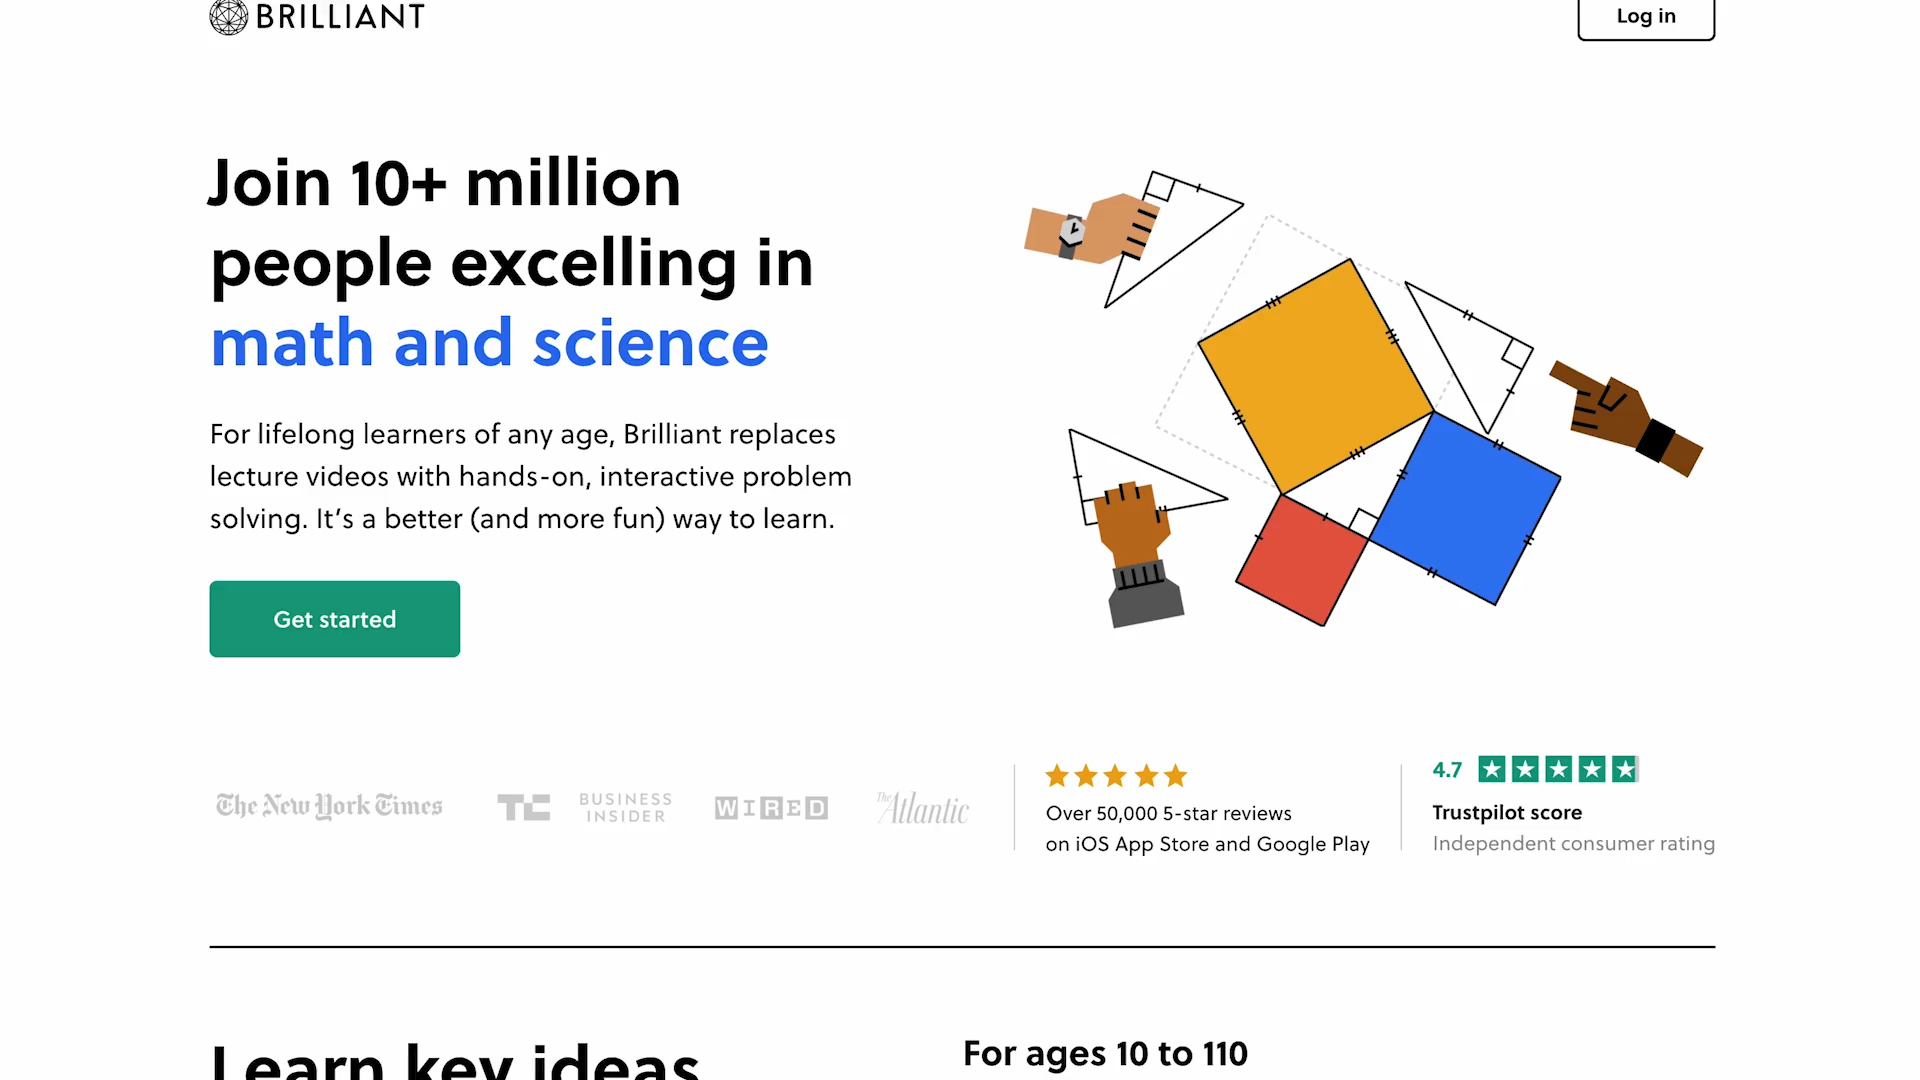 BRILLIANT
Log in
Join 10+ million
people excelling in
math and science
For lifelong learners of any age, Brilliant replaces
lecture videos with hands-on, interactive problem
solving. It’s a better (and more fun) way to learn.
Get started
The New York Times
TC
BUSINESS
INSIDER
WIRED
The Atlantic
Over 50,000 5-star reviews
on iOS App Store and Google Play
4.7
Trustpilot score
Independent consumer rating
Learn key ideas
For ages 10 to 110